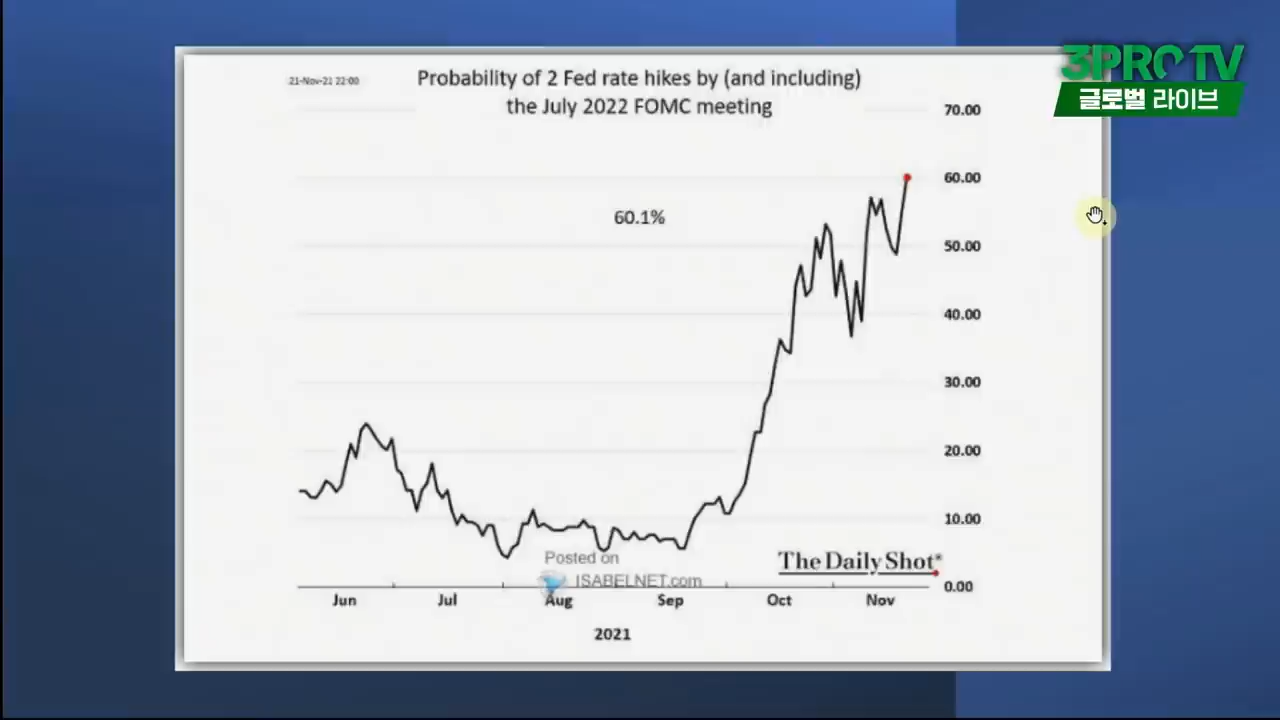 3PRO TV
글로벌 라이브
21-Nov-21 22:00
Probability of 2 Fed rate hikes by (and including)
the July 2022 FOMC meeting
70.00
60.00
60.1%
50.00
40.00
30.00
20.00
10.00
Posted on
ISABELNET.com
The Daily Shot®
0.00
Jun
Jul
Aug
Sep
Oct
Nov
2021